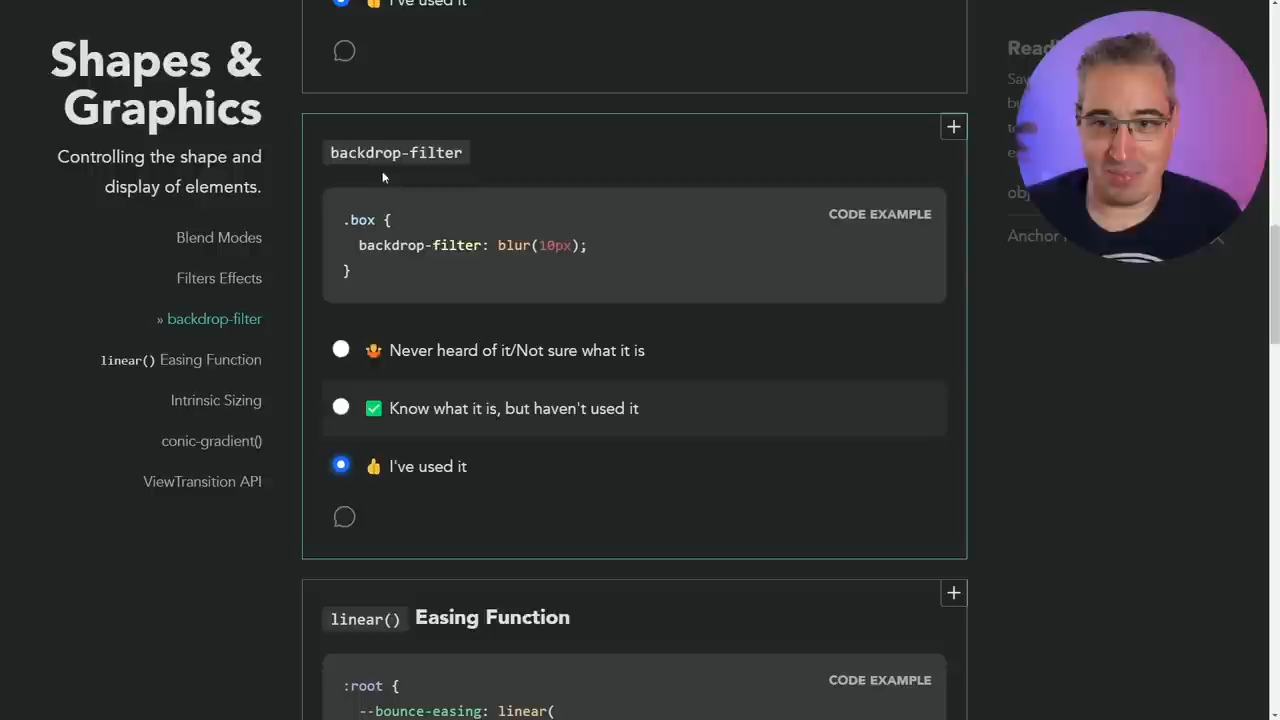 I've used it
Shapes &
Graphics
Controlling the shape and
display of elements.
Blend Modes
Filters Effects
» backdrop-filter
linear() Easing Function
Intrinsic Sizing
conic-gradient()
ViewTransition API
backdrop-filter
CODE EXAMPLE
.box {
backdrop-filter: blur(10px);
}
Never heard of it/Not sure what it is
Know what it is, but haven't used it
I've used it
linear() Easing Function
CODE EXAMPLE
:root {
--bounce-easing: linear(
Anchor